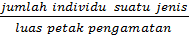 jumlah individu suatu jenis
luas petak pengamatan